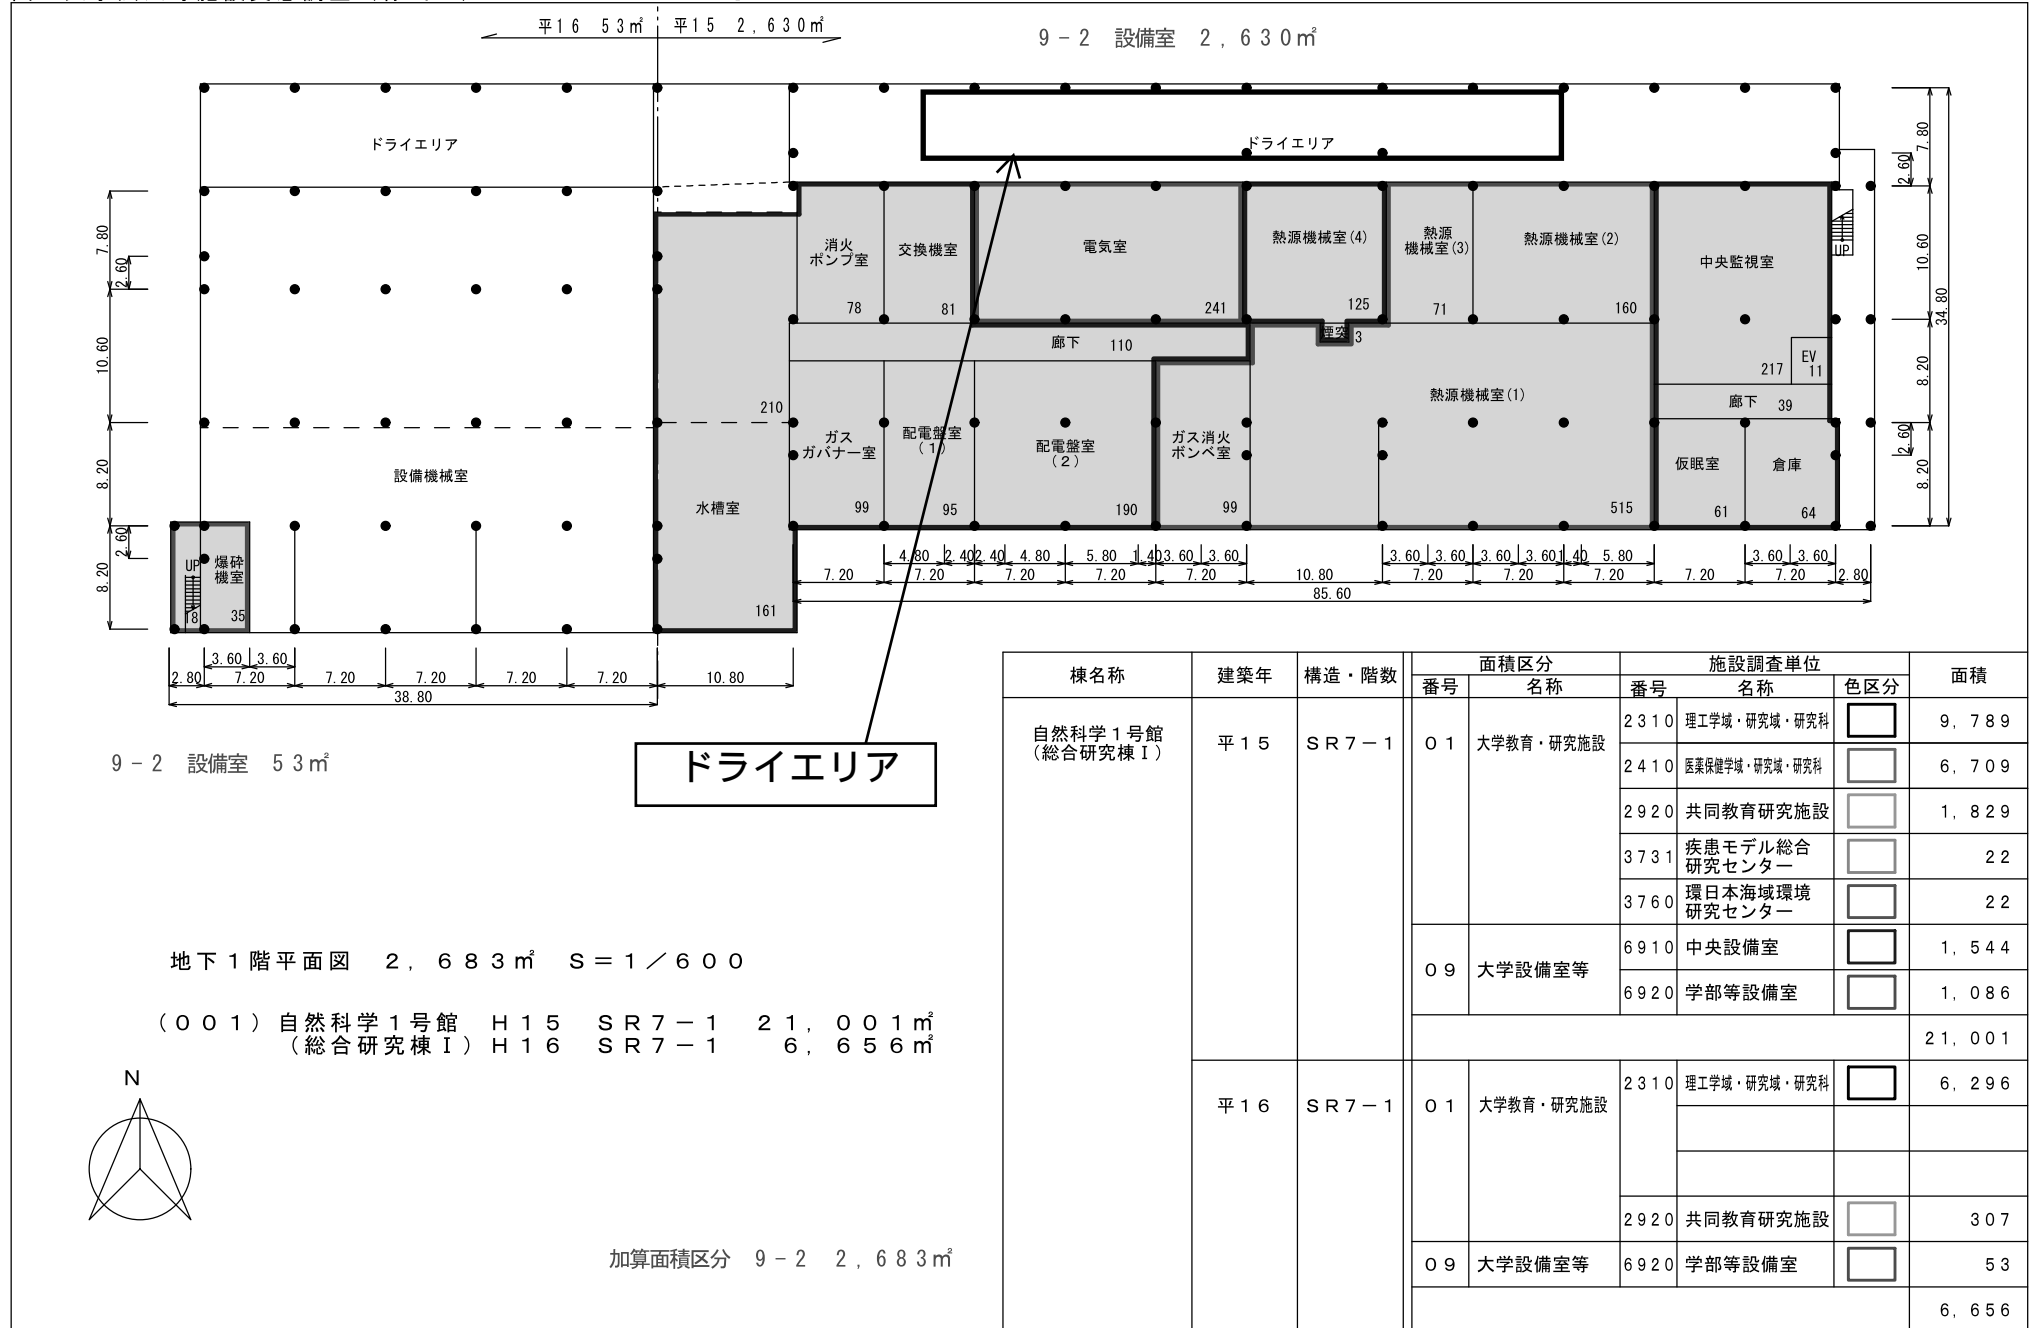 平16 53㎡
平15 2,630㎡
9-2 設備室 2,630㎡
ドライエリア
ドライエリア
7.80
2.60
10.60
8.20
2.60
8.20
34.80
7.80
2.60
10.60
8.20
2.60
8.20
消火
ポンプ室
78
交換機室
81
電気室
241
熱源機械室(4)
125
熱源
機械室(3)
71
熱源機械室(2)
160
中央監視室
217
UP
EV
11
煙突
3
廊下 110
廊下 39
熱源機械室(1)
515
210
ガス
ガバナー室
99
配電盤室
(1)
95
配電盤室
(2)
190
ガス消火
ボンベ室
99
仮眠室
61
倉庫
64
設備機械室
水槽室
161
UP
18
爆砕
機室
35
4.80 2.40 2.40 4.80 5.80 1.40 3.60 3.60 3.60 3.60 3.60 3.60 1.40 5.80 3.60 3.60
7.20 7.20 7.20 7.20 7.20 10.80 7.20 7.20 7.20 7.20 7.20 2.80
85.60
3.60 3.60
2.80 7.20 7.20 7.20 7.20 7.20 10.80
38.80
9-2 設備室 53㎡
ドライエリア
地下1階平面図 2,683㎡ S=1/600
(001)自然科学1号館 H15 SR7-1 21,001㎡
(総合研究棟Ⅰ)H16 SR7-1 6,656㎡
N
加算面積区分 9-2 2,683㎡
棟名称 建築年 構造・階数 面積区分 施設調査単位 面積
番号 名称 番号 名称 色区分
自然科学1号館
(総合研究棟Ⅰ)
平15 SR7-1 01 大学教育・研究施設
2310 理工学域・研究域・研究科 9,789
2410 医薬保健学域・研究域・研究科 6,709
2920 共同教育研究施設 1,829
3731 疾患モデル総合
研究センター 22
3760 環日本海域環境
研究センター 22
09 大学設備室等
6910 中央設備室 1,544
6920 学部等設備室 1,086
21,001
平16 SR7-1 01 大学教育・研究施設
2310 理工学域・研究域・研究科 6,296
2920 共同教育研究施設 307
09 大学設備室等 6920 学部等設備室 53
6,656